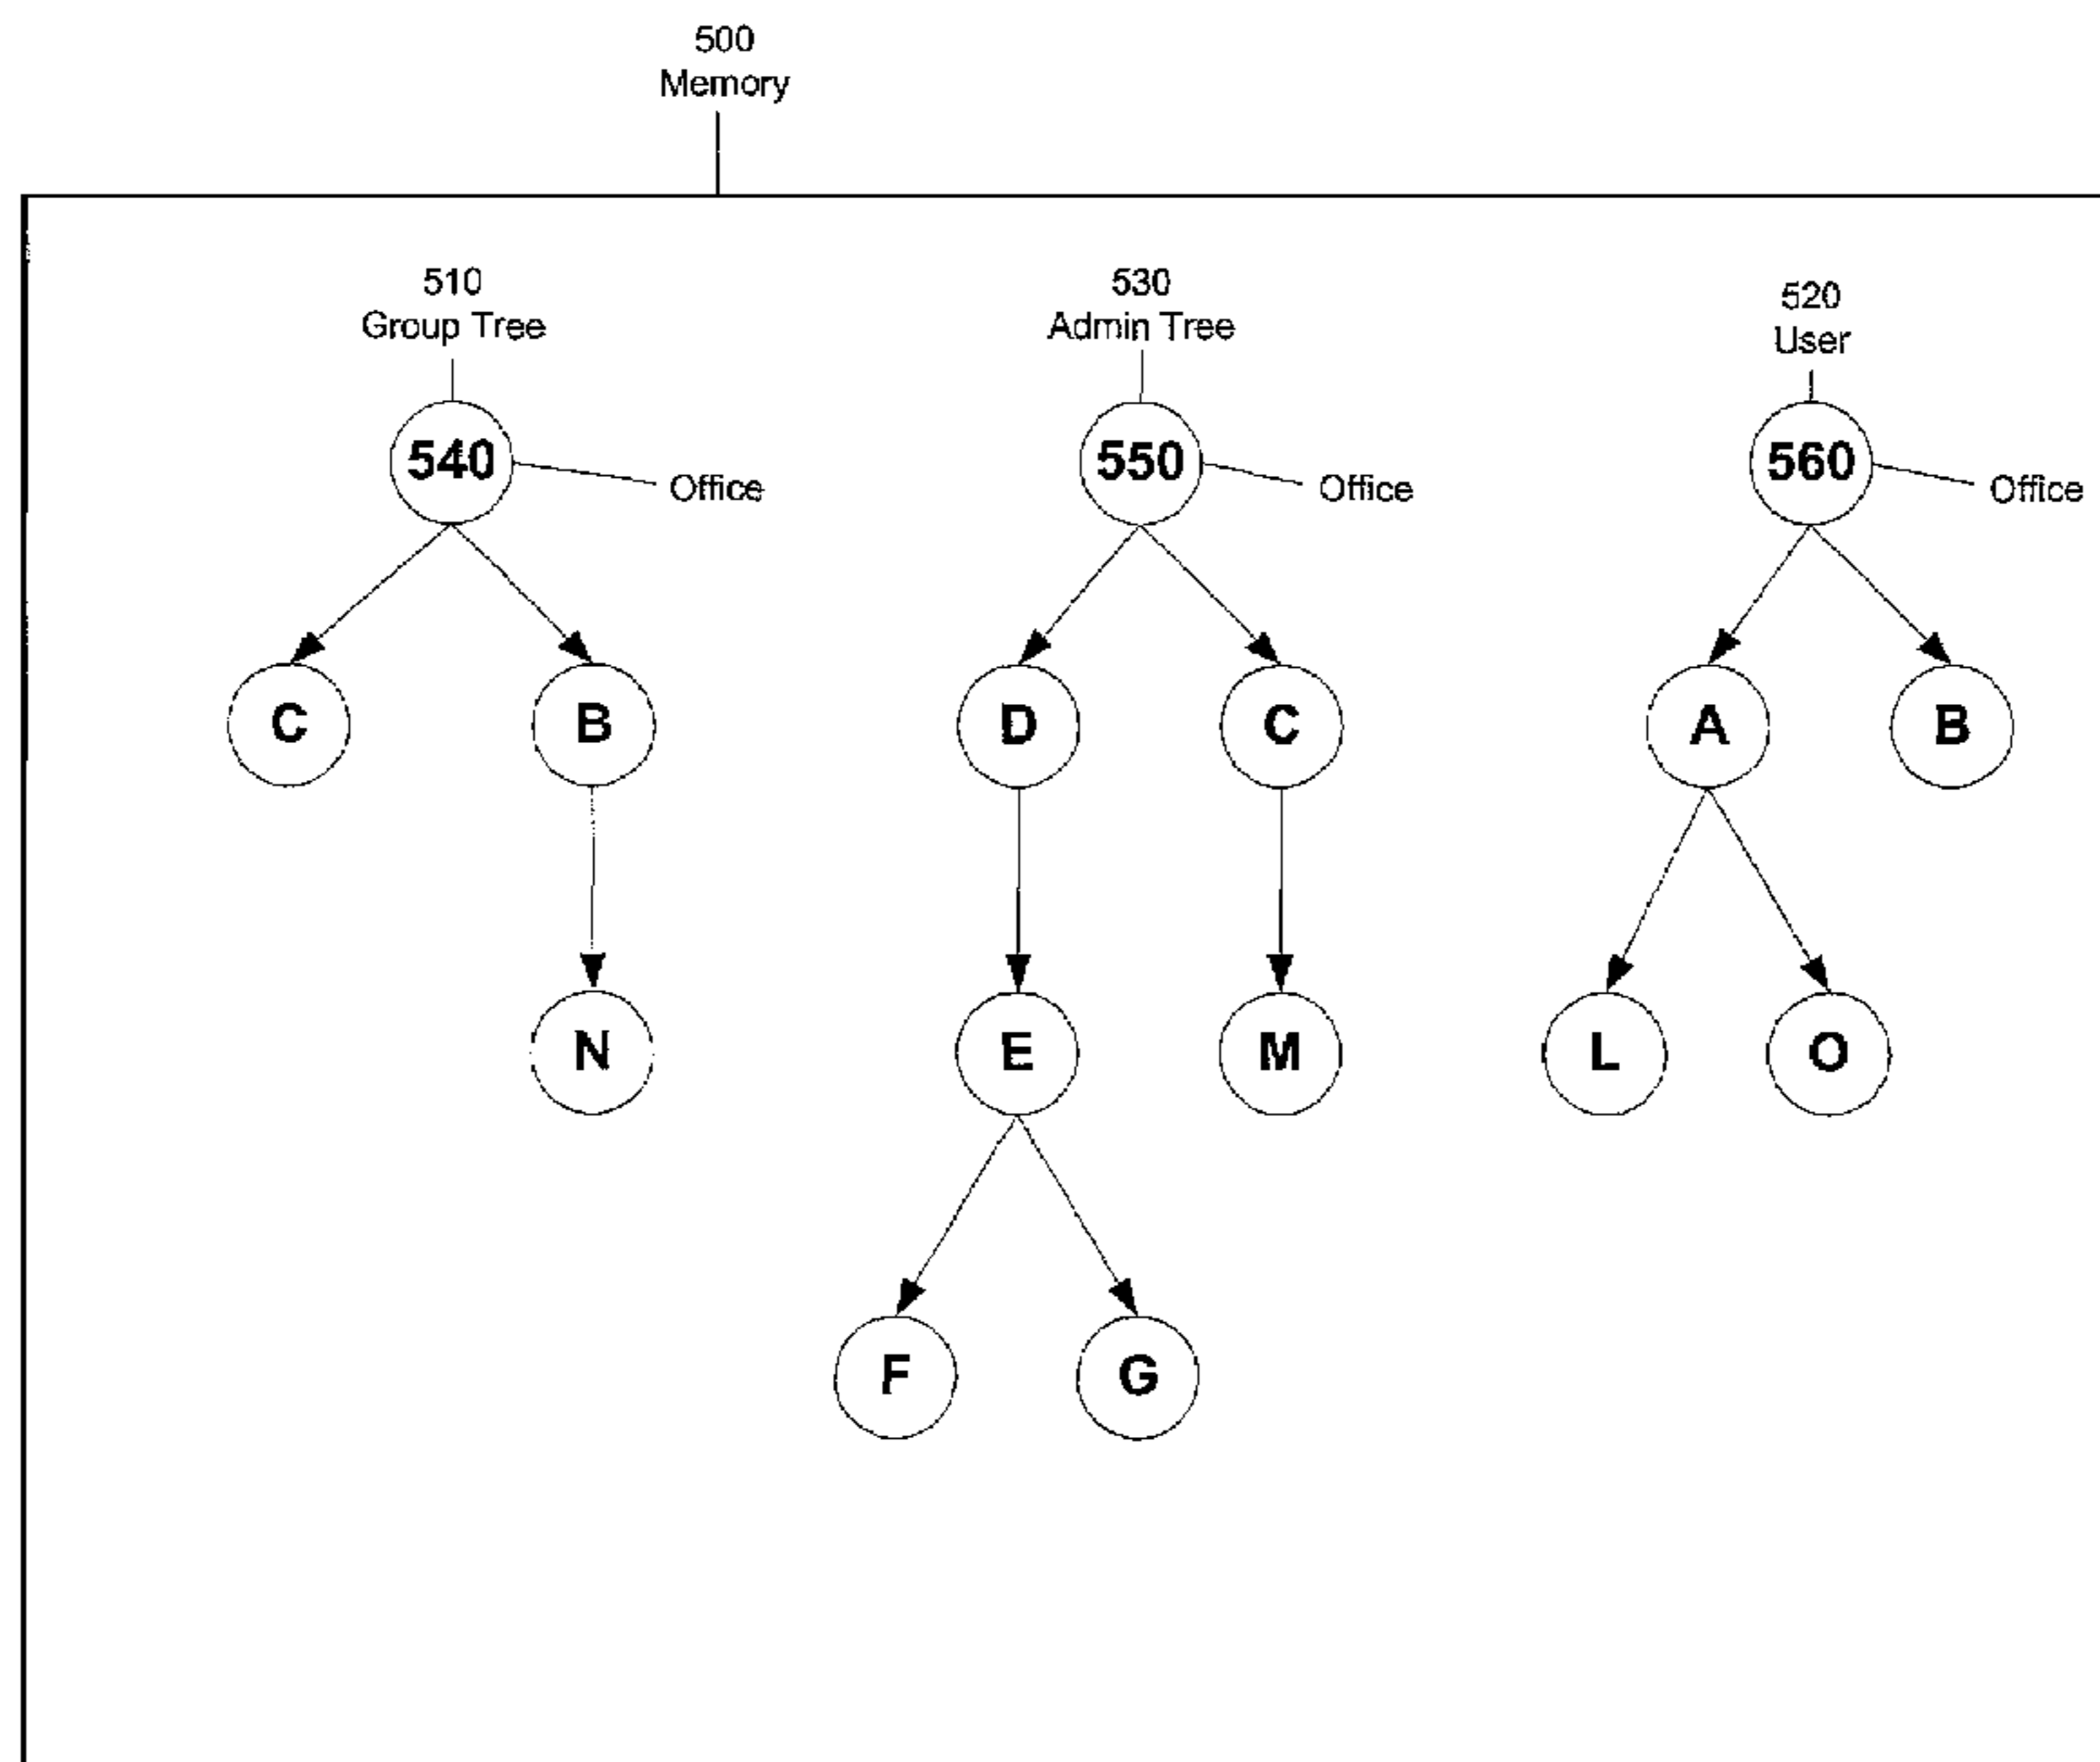 500
Memory
510
Group Tree
530
Admin Tree
520
User
540
Office
550
Office
560
Office
C
B
D
C
A
B
N
E
M
L
O
F
G